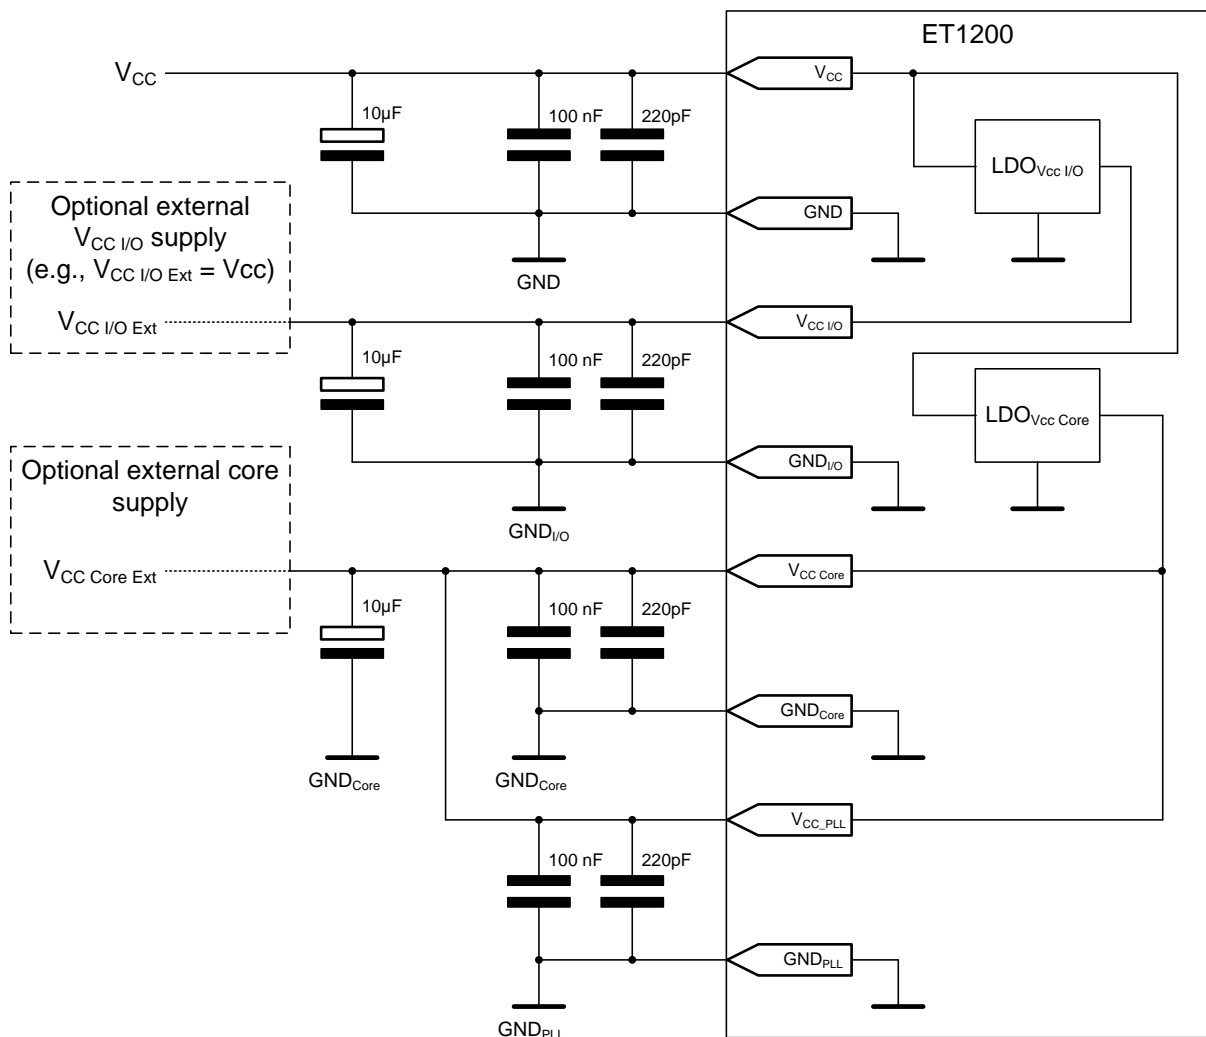 ET1200
VCC
VCC
10µF
100 nF
220pF
LDOVcc I/O
Optional external
VCC I/O supply
(e.g., VCC I/O Ext = Vcc)
GND
GND
VCC I/O Ext
VCC I/O
10µF
100 nF
220pF
LDOVcc Core
Optional external core
supply
GNDI/O
GNDI/O
VCC Core Ext
VCC Core
10µF
100 nF
220pF
GNDCore
GNDCore
GNDCore
VCC_PLL
100 nF
220pF
GNDPLL
GNDPLL